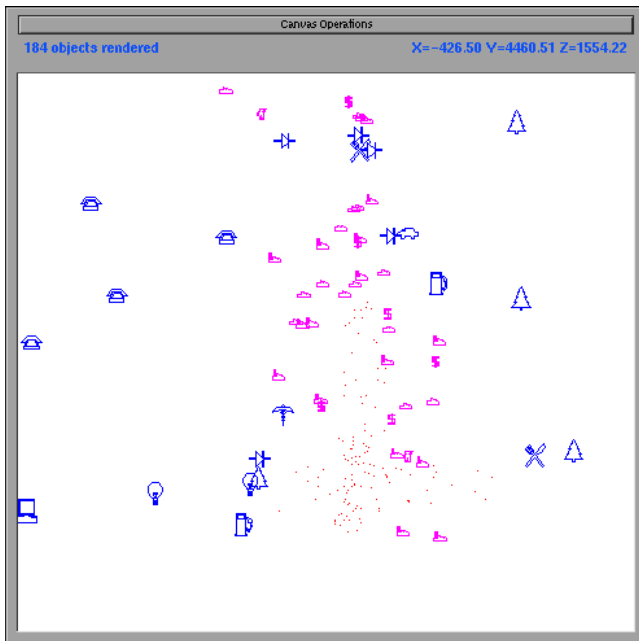 Canvas Operations
184 objects rendered
X=-426.50 Y=4460.51 Z=1554.22